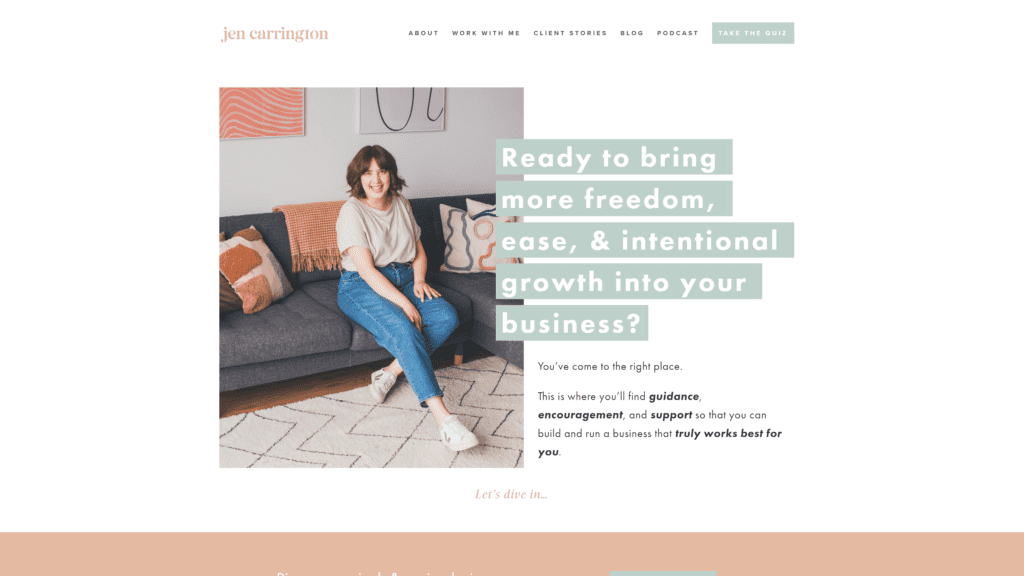 jen carrington
ABOUT
WORK WITH ME
CLIENT STORIES
BLOG
PODCAST
TAKE THE QUIZ
Ready to bring
more freedom,
ease, & intentional
growth into your
business?
You've come to the right place.
This is where you'll find guidance,
encouragement, and support so that you can
build and run a business that truly works best for
you.
Let's dive in...